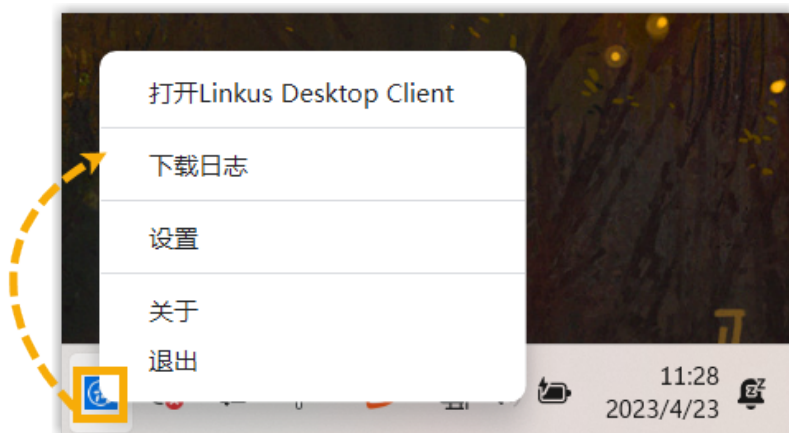 打开Linkus Desktop Client
下载日志
设置
关于
退出
11:28
2023/4/23